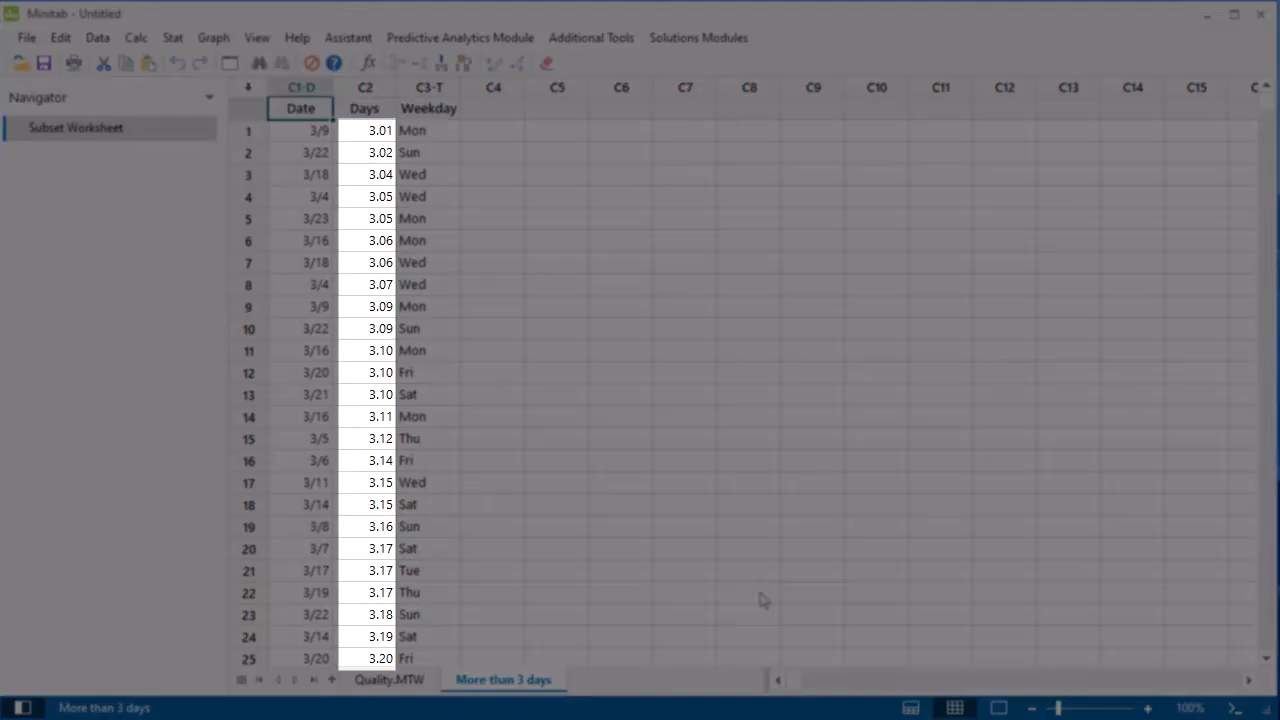 Minitab - Untitled
File Edit Data Calc Stat Graph View Help Assistant Predictive Analytics Module Additional Tools Solutions Modules
Navigator
Subset Worksheet
C1-D C2 C3-T C4 C5 C6 C7 C8 C9 C10 C11 C12 C13 C14 C15
Date Days Weekday
1 3/9 3.01 Mon
2 3/22 3.02 Sun
3 3/18 3.04 Wed
4 3/4 3.05 Wed
5 3/23 3.05 Mon
6 3/16 3.06 Mon
7 3/18 3.06 Wed
8 3/4 3.07 Wed
9 3/9 3.09 Mon
10 3/22 3.09 Sun
11 3/16 3.10 Mon
12 3/20 3.10 Fri
13 3/21 3.10 Sat
14 3/16 3.11 Mon
15 3/5 3.12 Thu
16 3/6 3.14 Fri
17 3/11 3.15 Wed
18 3/14 3.15 Sat
19 3/8 3.16 Sun
20 3/7 3.17 Sat
21 3/17 3.17 Tue
22 3/19 3.17 Thu
23 3/22 3.18 Sun
24 3/14 3.19 Sat
25 3/20 3.20 Fri
Quality.MTW More than 3 days
More than 3 days 100%